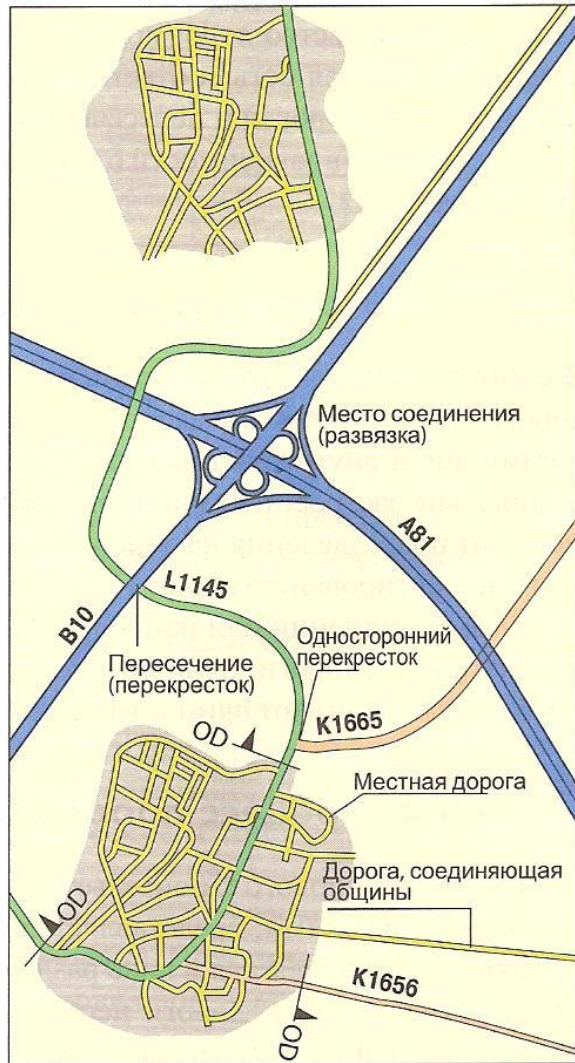 Место соединения
(развязка)
A81
L1145
B10
Односторонний
перекресток
Пересечение
(перекресток)
K1665
OD
Местная дорога
Дорога, соединяющая
общины
OD
K1656
OD